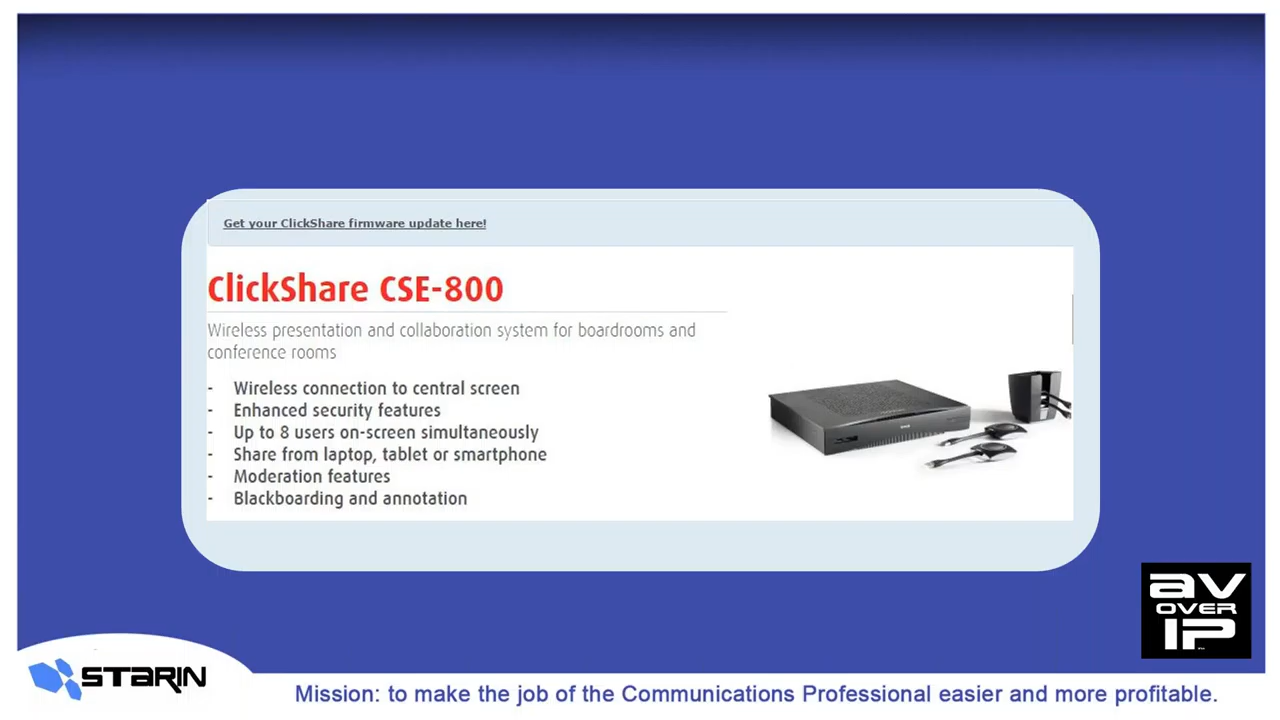 Get your ClickShare firmware update here!
ClickShare CSE-800
Wireless presentation and collaboration system for boardrooms and
conference rooms
- Wireless connection to central screen
- Enhanced security features
- Up to 8 users on-screen simultaneously
- Share from laptop, tablet or smartphone
- Moderation features
- Blackboarding and annotation
av
OVER
IP
STARIN
Mission: to make the job of the Communications Professional easier and more profitable.